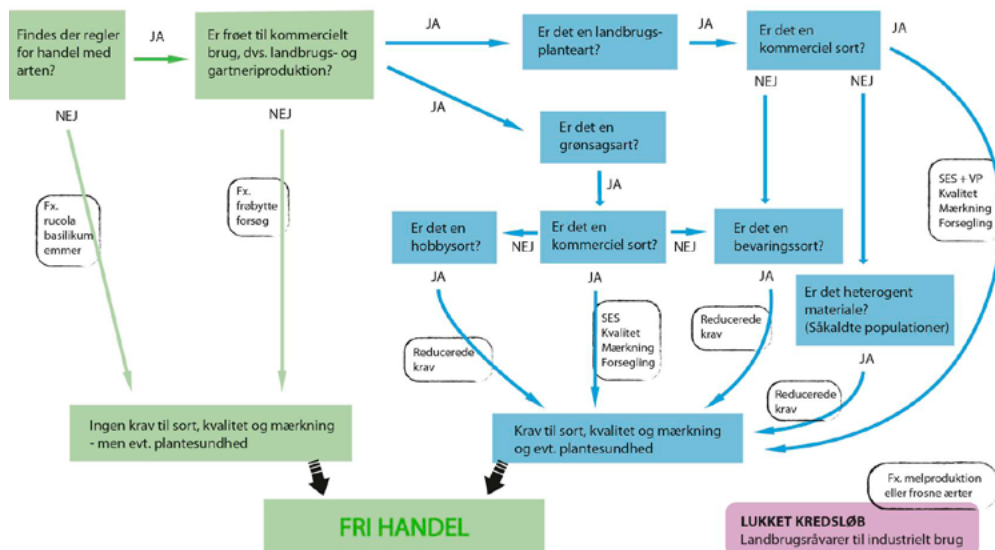 Findes der regler
for handel med
arten?
JA
Er frøet til kommercielt
brug, dvs. landbrugs- og
gartneriproduktion?
JA
Er det en landbrugs-
planteart?
JA
Er det en
kommerciel sort?
JA
NEJ
NEJ
JA
NEJ
NEJ
Er det en
grønsagsart?
JA
Fx.
rucola
basilikum
emmer
Fx.
frøbytte
forsøg
SES + VP
Kvalitet
Mærkning
Forsegling
Er det en
hobbysort?
NEJ
Er det en
kommerciel sort?
NEJ
Er det en
bevaringssort?
JA
JA
JA
Er det heterogent
materiale?
(Såkaldte populationer)
Reducerede
krav
SES
Kvalitet
Mærkning
Forsegling
Reducerede
krav
JA
Reducerede
krav
Ingen krav til sort, kvalitet og mærkning
- men evt. plantesundhed
Krav til sort, kvalitet og mærkning
og evt. plantesundhed
Fx. melproduktion
eller frosne ærter
FRI HANDEL
LUKKET KREDSLØB
Landbrugsråvarer til industrielt brug